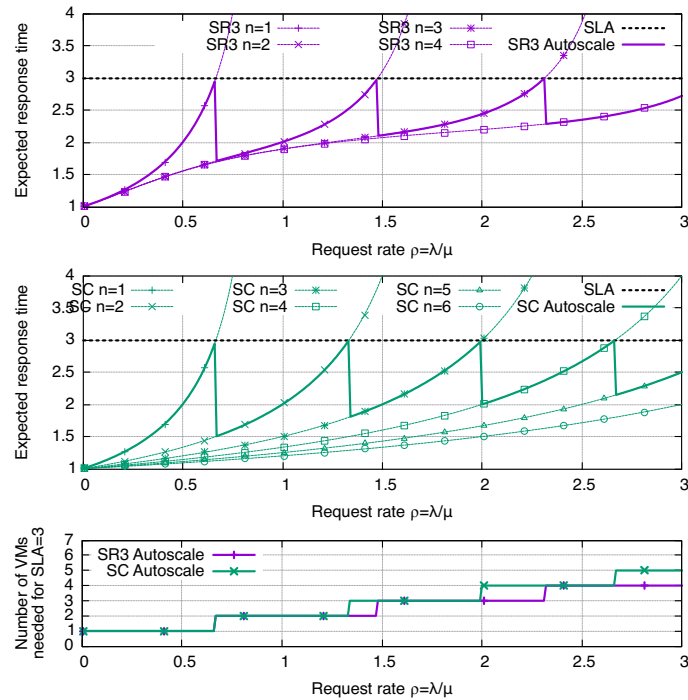 4
3.5
3
2.5
2
1.5
1
Expected response time
SR3 n=1
SR3 n=2
SR3 n=3
SR3 n=4
SLA
SR3 Autoscale
0
0.5
1
1.5
2
2.5
3
Request rate ρ=λ/μ
4
3.5
3
2.5
2
1.5
1
Expected response time
SC n=1
SC n=2
SC n=3
SC n=4
SC n=5
SC n=6
SLA
SC Autoscale
0
0.5
1
1.5
2
2.5
3
Request rate ρ=λ/μ
7
6
5
4
3
2
1
Number of VMs
needed for SLA=3
SR3 Autoscale
SC Autoscale
0
0.5
1
1.5
2
2.5
3
Request rate ρ=λ/μ